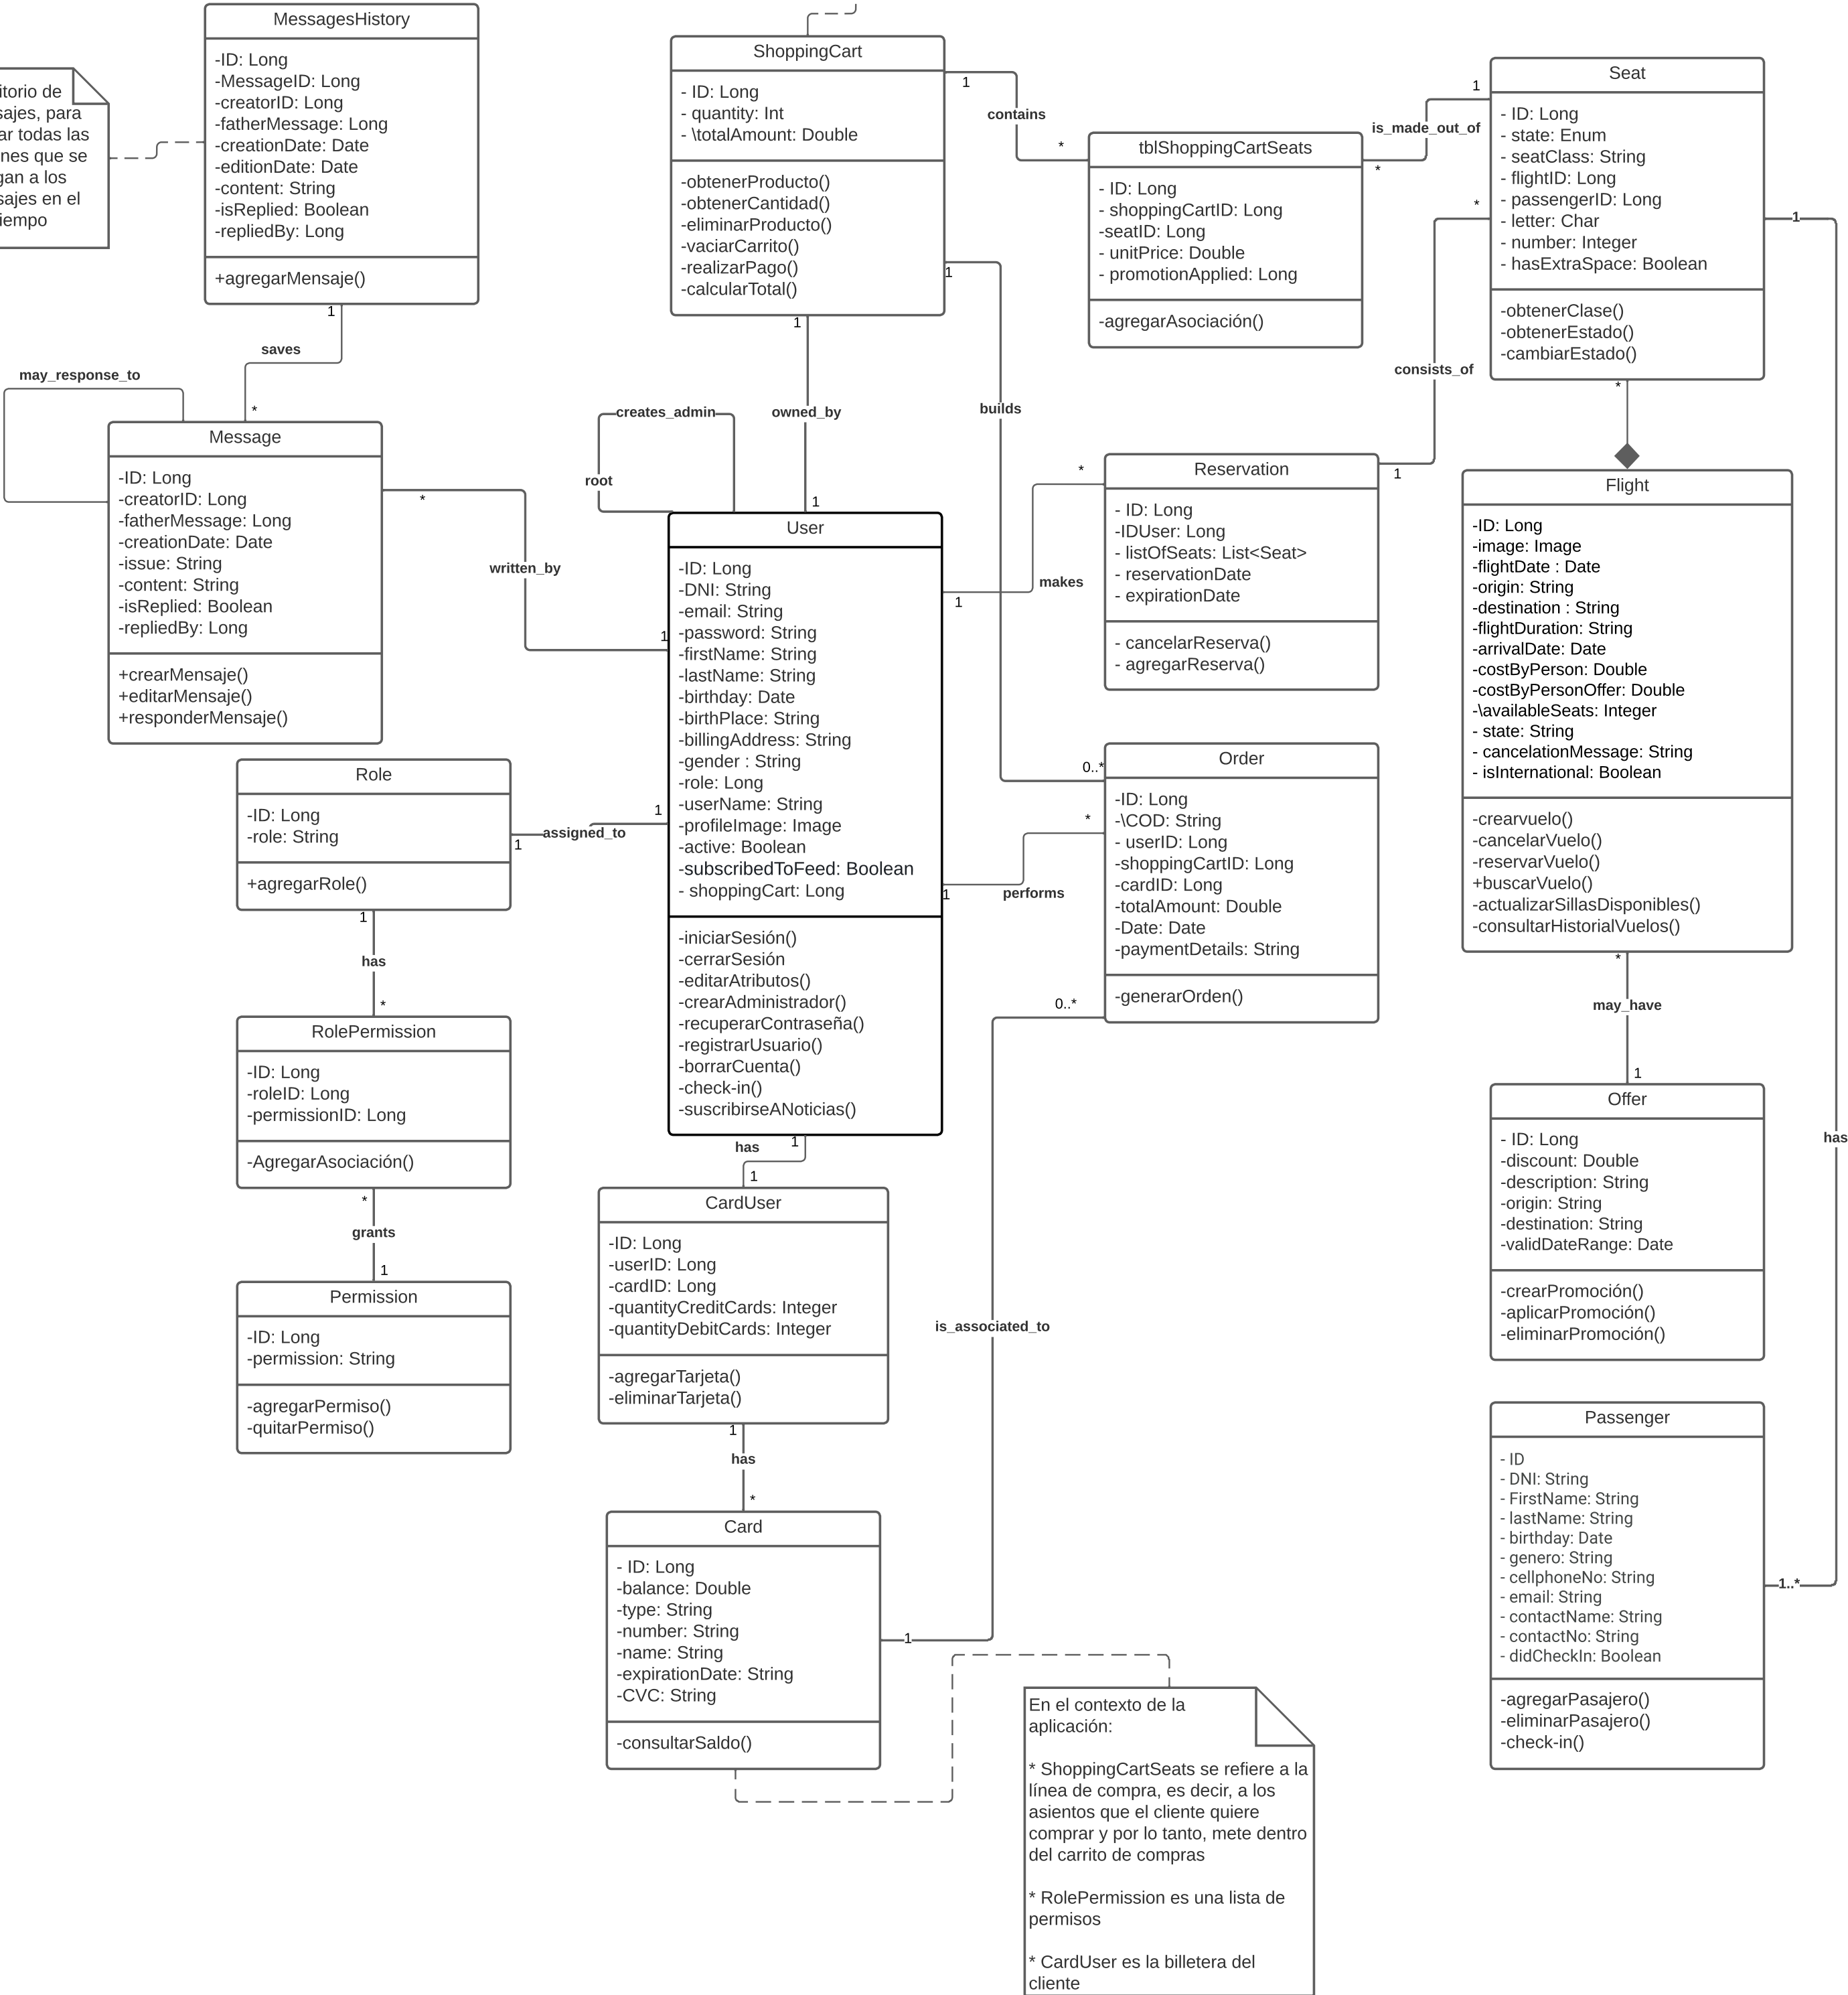 MessagesHistory
-ID: Long
-MessageID: Long
-creatorID: Long
-fatherMessage: Long
-creationDate: Date
-editionDate: Date
-content: String
-isReplied: Boolean
-repliedBy: Long
+agregarMensaje()
de
para
todas las
que se
a los
en el
1
saves
*
may_response_to
Message
-ID: Long
-creatorID: Long
-fatherMessage: Long
-creationDate: Date
-issue: String
-content: String
-isReplied: Boolean
-repliedBy: Long
+crearMensaje()
+editarMensaje()
+responderMensaje()
*
written_by
1
ShoppingCart
- ID: Long
- quantity: Int
- \totalAmount: Double
-obtenerProducto()
-obtenerCantidad()
-eliminarProducto()
-vaciarCarrito()
-realizarPago()
-calcularTotal()
1
contains
*
1
builds
0..*
1
owned_by
1
creates_admin
root
tblShoppingCartSeats
- ID: Long
- shoppingCartID: Long
-seatID: Long
- unitPrice: Double
- promotionApplied: Long
-agregarAsociación()
1
is_made_out_of
*
Seat
- ID: Long
- state: Enum
- seatClass: String
- flightID: Long
- passengerID: Long
- letter: Char
- number: Integer
- hasExtraSpace: Boolean
-obtenerClase()
-obtenerEstado()
-cambiarEstado()
*
consists_of
1
*
1
has
1..*
User
-ID: Long
-DNI: String
-email: String
-password: String
-firstName: String
-lastName: String
-birthday: Date
-birthPlace: String
-billingAddress: String
-gender : String
-role: Long
-userName: String
-profileImage: Image
-active: Boolean
-subscribedToFeed: Boolean
- shoppingCart: Long
-iniciarSesión()
-cerrarSesión
-editarAtributos()
-crearAdministrador()
-recuperarContraseña()
-registrarUsuario()
-borrarCuenta()
-check-in()
-suscribirseANoticias()
1
makes
*
Reservation
- ID: Long
-IDUser: Long
- listOfSeats: List<Seat>
- reservationDate
- expirationDate
- cancelarReserva()
- agregarReserva()
Flight
-ID: Long
-image: Image
-flightDate : Date
-origin: String
-destination : String
-flightDuration: String
-arrivalDate: Date
-costByPerson: Double
-costByPersonOffer: Double
-\availableSeats: Integer
- state: String
- cancelationMessage: String
- isInternational: Boolean
-crearvuelo()
-cancelarVuelo()
-reservarVuelo()
+buscarVuelo()
-actualizarSillasDisponibles()
-consultarHistorialVuelos()
*
may_have
1
Role
-ID: Long
-role: String
+agregarRole()
1
assigned_to
1
1
has
*
Order
-ID: Long
-\COD: String
- userID: Long
-shoppingCartID: Long
-cardID: Long
-totalAmount: Double
-Date: Date
-paymentDetails: String
-generarOrden()
*
performs
1
0..*
is_associated_to
1
RolePermission
-ID: Long
-roleID: Long
-permissionID: Long
-AgregarAsociación()
*
grants
1
Permission
-ID: Long
-permission: String
-agregarPermiso()
-quitarPermiso()
has
1
1
CardUser
-ID: Long
-userID: Long
-cardID: Long
-quantityCreditCards: Integer
-quantityDebitCards: Integer
-agregarTarjeta()
-eliminarTarjeta()
1
has
*
Card
- ID: Long
-balance: Double
-type: String
-number: String
-name: String
-expirationDate: String
-CVC: String
-consultarSaldo()
Offer
- ID: Long
-discount: Double
-description: String
-origin: String
-destination: String
-validDateRange: Date
-crearPromoción()
-aplicarPromoción()
-eliminarPromoción()
Passenger
- ID
- DNI: String
- FirstName: String
- lastName: String
- birthday: Date
- genero: String
- cellphoneNo: String
- email: String
- contactName: String
- contactNo: String
- didCheckIn: Boolean
-agregarPasajero()
-eliminarPasajero()
-check-in()
En el contexto de la
aplicación:
* ShoppingCartSeats se refiere a la
línea de compra, es decir, a los
asientos que el cliente quiere
comprar y por lo tanto, mete dentro
del carrito de compras
* RolePermission es una lista de
permisos
* CardUser es la billetera del
cliente